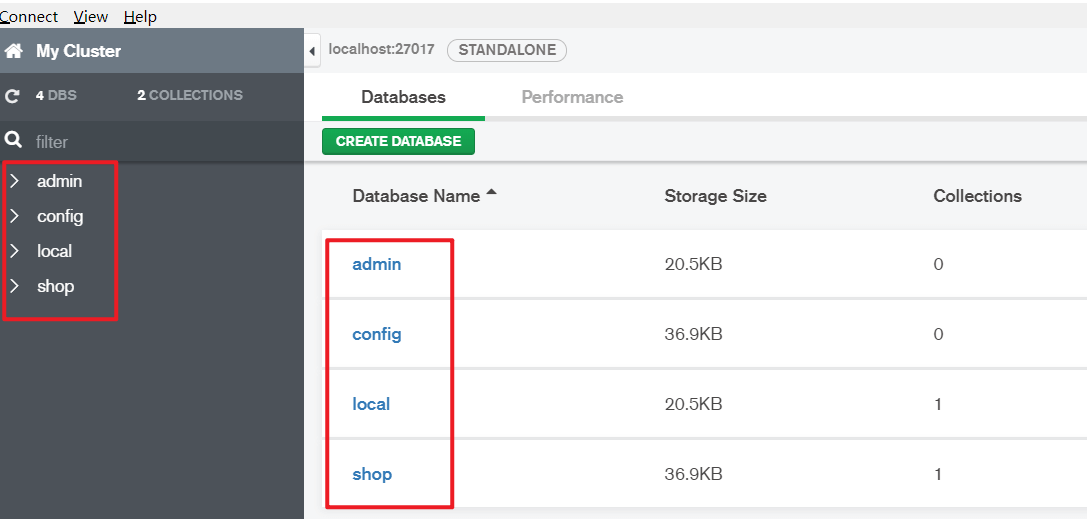 Connect View Help
My Cluster
localhost:27017 STANDALONE
4 DBS 2 COLLECTIONS
Databases Performance
filter
CREATE DATABASE
admin
config
local
shop
Database Name Storage Size Collections
admin 20.5KB 0
config 36.9KB 0
local 20.5KB 1
shop 36.9KB 1